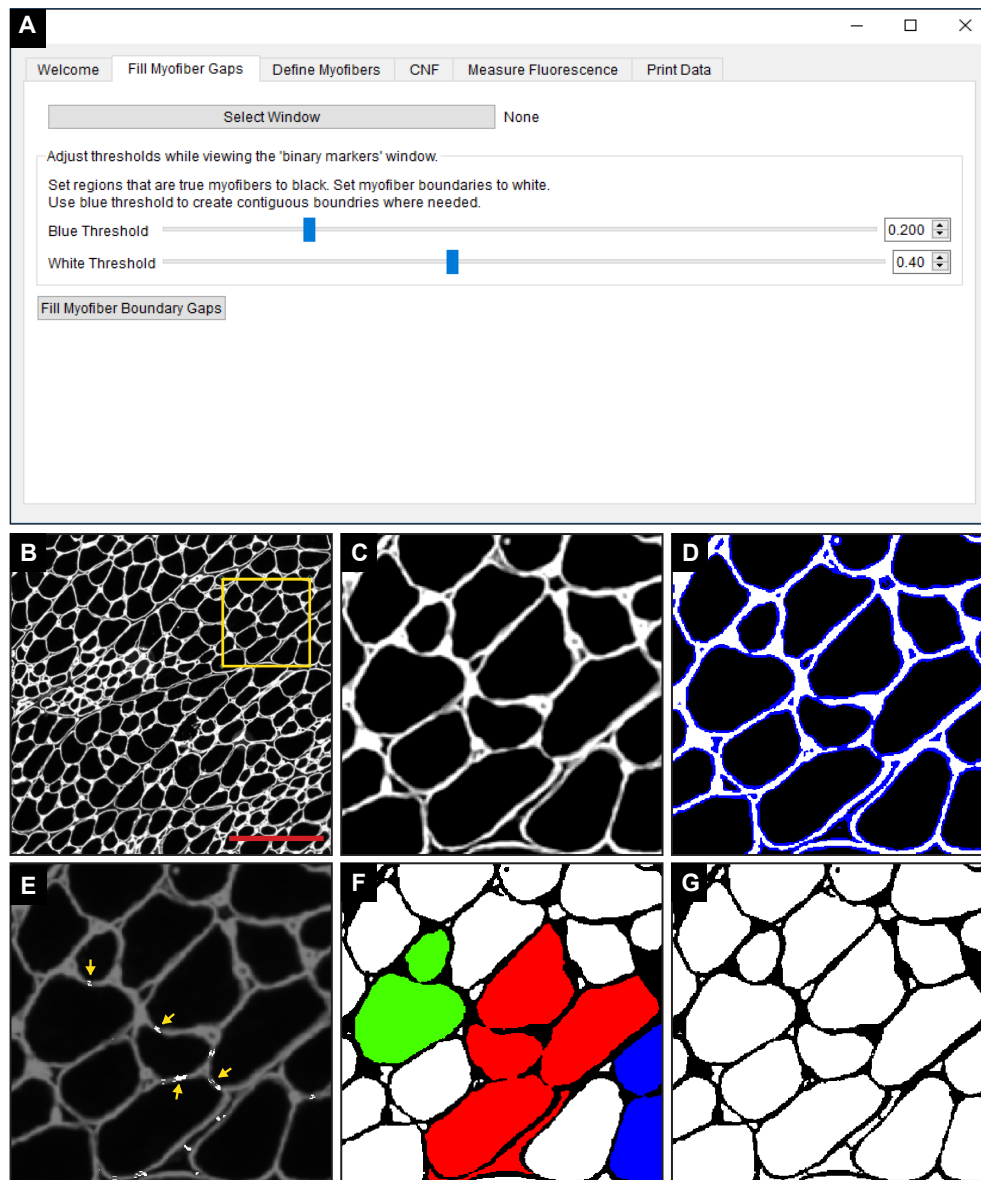 A
Welcome
Fill Myofiber Gaps
Define Myofibers
CNF
Measure Fluorescence
Print Data
Select Window
None
Adjust thresholds while viewing the 'binary markers' window.
Set regions that are true myofibers to black. Set myofiber boundaries to white.
Use blue threshold to create contiguous boundries where needed.
Blue Threshold
0.200
White Threshold
0.40
Fill Myofiber Boundary Gaps
B
C
D
E
F
G